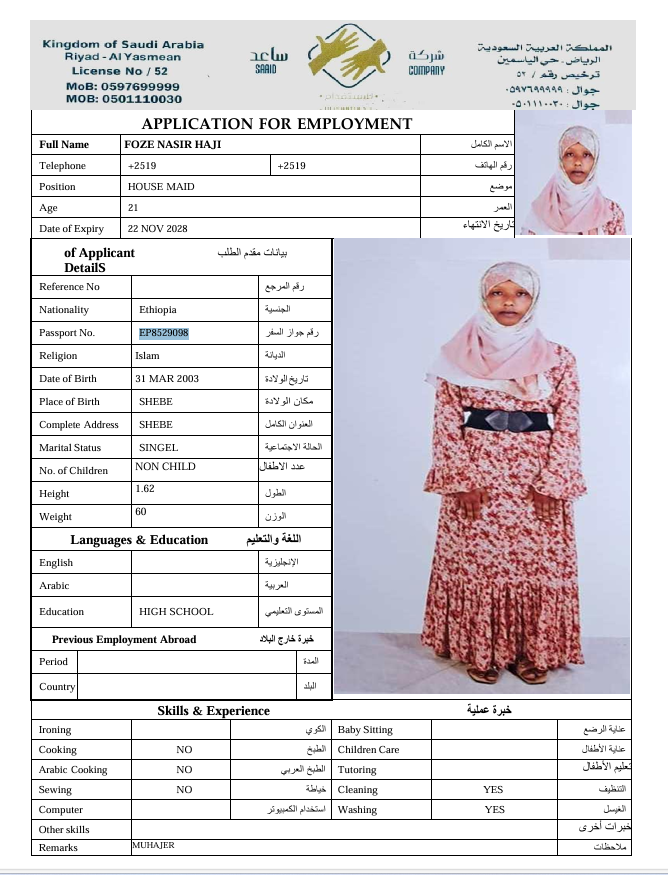 Kingdom of Saudi Arabia
Riyad - Al Yasmean
License No / 52
MoB: 0597699999
MOB: 0501110030
ساعد
SAAID
شركة
COMPANY
المملكة العربية السعودية
الرياض . حي الياسمين
ترخيص رقم / ٥٢
جوال : ٠٥٩٧٦٩٩٩٩٩
جوال : ٠٥٠١١١٠٠٣٠
APPLICATION FOR EMPLOYMENT
Full Name FOZE NASIR HAJI الاسم الكامل
Telephone +2519 +2519 رقم الهاتف
Position HOUSE MAID موضع
Age 21 العمر
Date of Expiry 22 NOV 2028 تاريخ الانتهاء
of Applicant بيانات مقدم الطلب
DetailS
Reference No رقم المرجع
Nationality Ethiopia الجنسية
Passport No. EP8529098 رقم جواز السفر
Religion Islam الديانة
Date of Birth 31 MAR 2003 تاريخ الولادة
Place of Birth SHEBE مكان الولادة
Complete Address SHEBE العنوان الكامل
Marital Status SINGEL الحالة الاجتماعية
No. of Children NON CHILD عدد الاطفال
Height 1.62 الطول
Weight 60 الوزن
Languages & Education اللغة والتعليم
English الإنجليزية
Arabic العربية
Education HIGH SCHOOL المستوى التعليمي
Previous Employment Abroad خبرة خارج البلاد
Period المدة
Country البلد
Skills & Experience خبرة عملية
Ironing الكوي Baby Sitting عناية الرضع
Cooking NO الطبخ Children Care عناية الأطفال
Arabic Cooking NO الطبخ العربي Tutoring تعليم الأطفال
Sewing NO خياطة Cleaning YES التنظيف
Computer استخدام الكمبيوتر Washing YES الغسيل
Other skills خبرات أخرى
Remarks MUHAJER ملاحظات